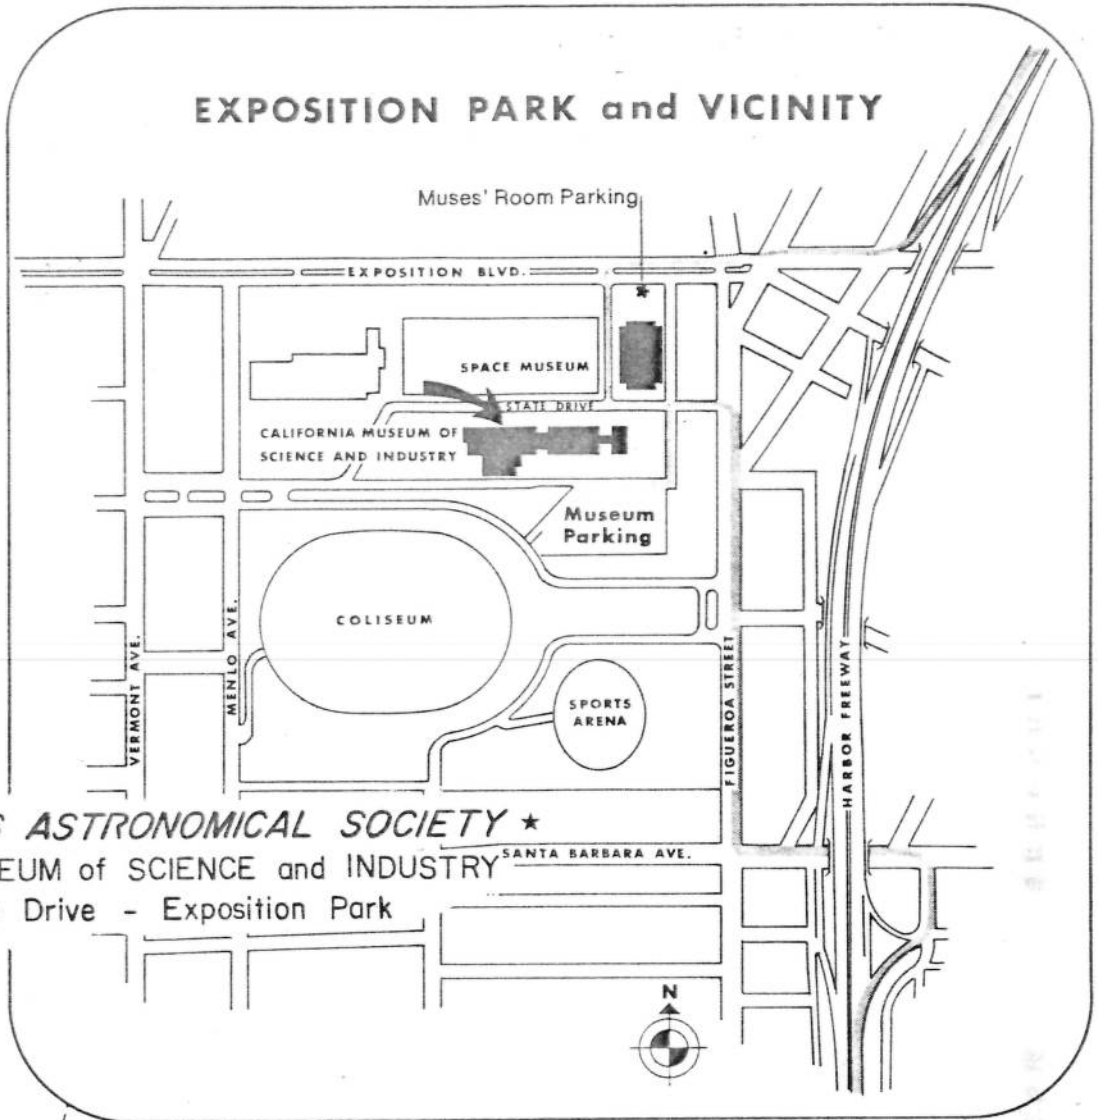 EXPOSITION PARK and VICINITY
Muses' Room Parking
EXPOSITION BLVD.
SPACE MUSEUM
STATE DRIVE
CALIFORNIA MUSEUM OF
SCIENCE AND INDUSTRY
Museum
Parking
COLISEUM
VERMONT AVE.
MENLO AVE.
SPORTS
ARENA
FIGUEROA STREET
HARBOR FREEWAY
ASTRONOMICAL SOCIETY ★
EUM of SCIENCE and INDUSTRY
SANTA BARBARA AVE.
Drive - Exposition Park
N